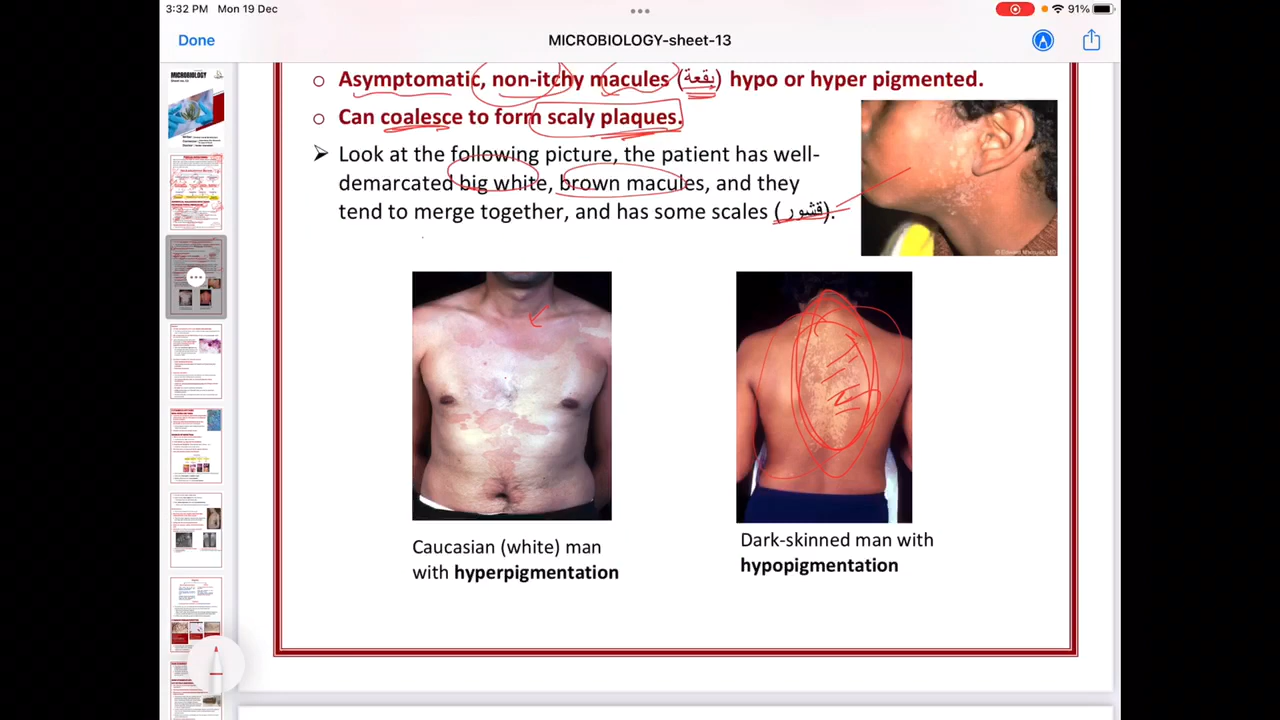 3:32 PM Mon 19 Dec
91%
Done
MICROBIOLOGY-sheet-13
MICROBIOLOGY
o Asymptomatic, non-itchy macules (بقعة) hypo or hyper pigmented.
o Can coalesce to form scaly plaques.
➢ Look at the following picture, the patient has well-
demarcated big white, brown macules, and they
tend to merge together, and has some scales (قشور).
Caucasian (white) man
with hyperpigmentation
Dark-skinned man with
hypopigmentation